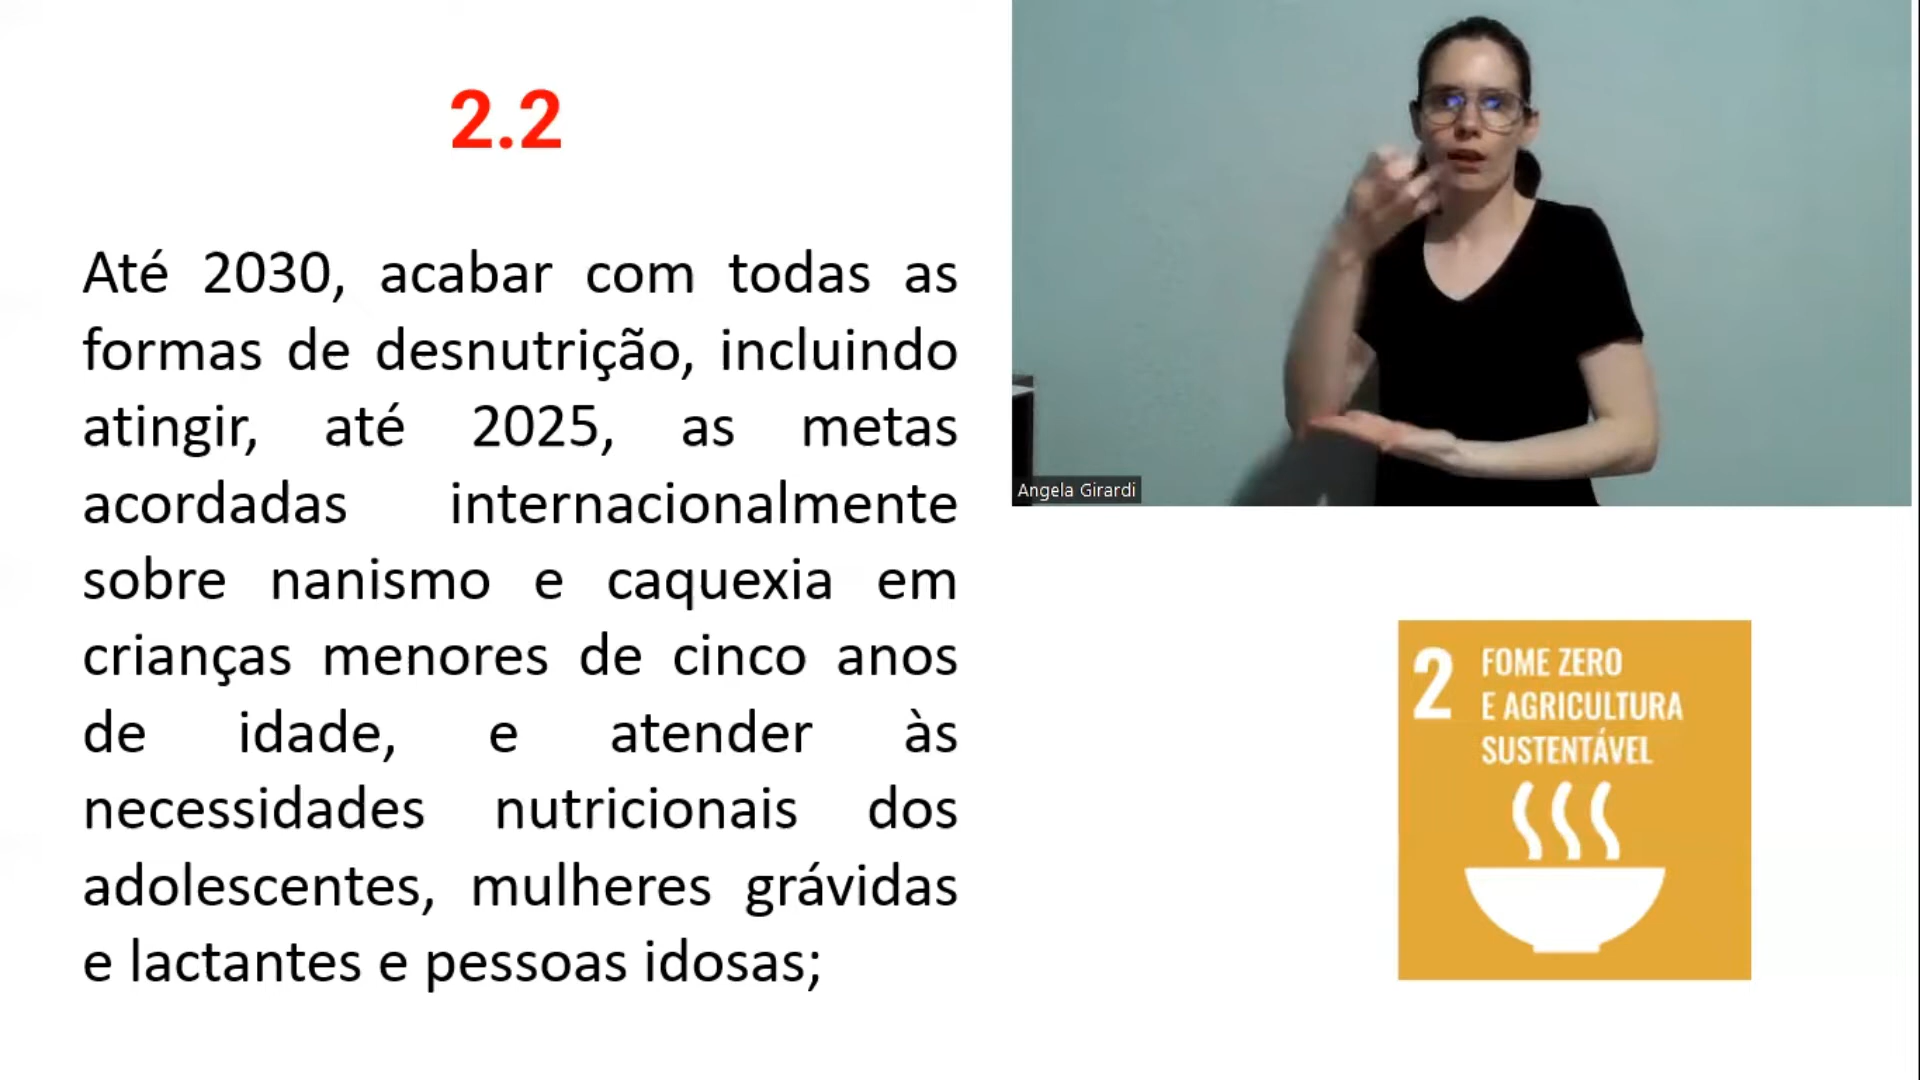 2.2
Até 2030, acabar com todas as
formas de desnutrição, incluindo
atingir, até 2025, as metas
acordadas internacionalmente
sobre nanismo e caquexia em
crianças menores de cinco anos
de idade, e atender às
necessidades nutricionais dos
adolescentes, mulheres grávidas
e lactantes e pessoas idosas;
Angela Girardi
2 FOME ZERO
E AGRICULTURA
SUSTENTÁVEL